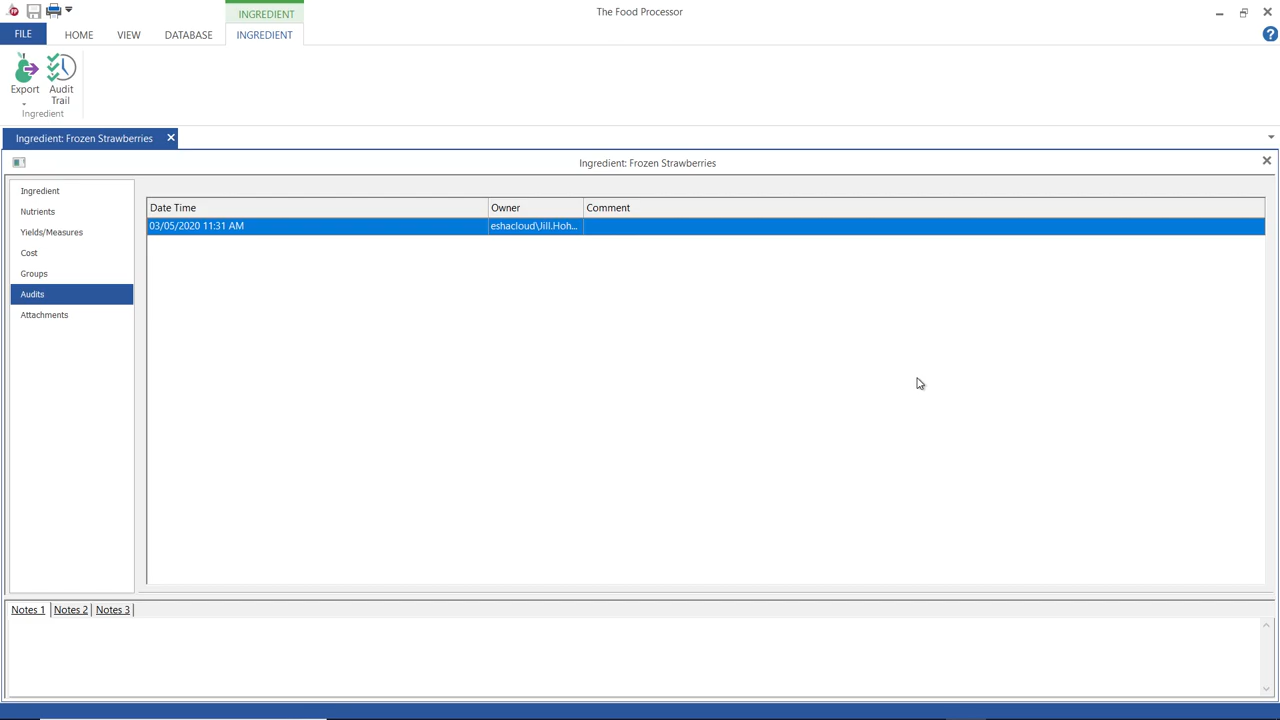 INGREDIENT
The Food Processor
FILE
HOME
VIEW
DATABASE
INGREDIENT
Export
Audit
Trail
Ingredient
Ingredient: Frozen Strawberries
Ingredient: Frozen Strawberries
Ingredient
Nutrients
Yields/Measures
Cost
Groups
Audits
Attachments
Date Time
Owner
Comment
03/05/2020 11:31 AM
eshacloud\Jill.Hoh...
Notes 1
Notes 2
Notes 3